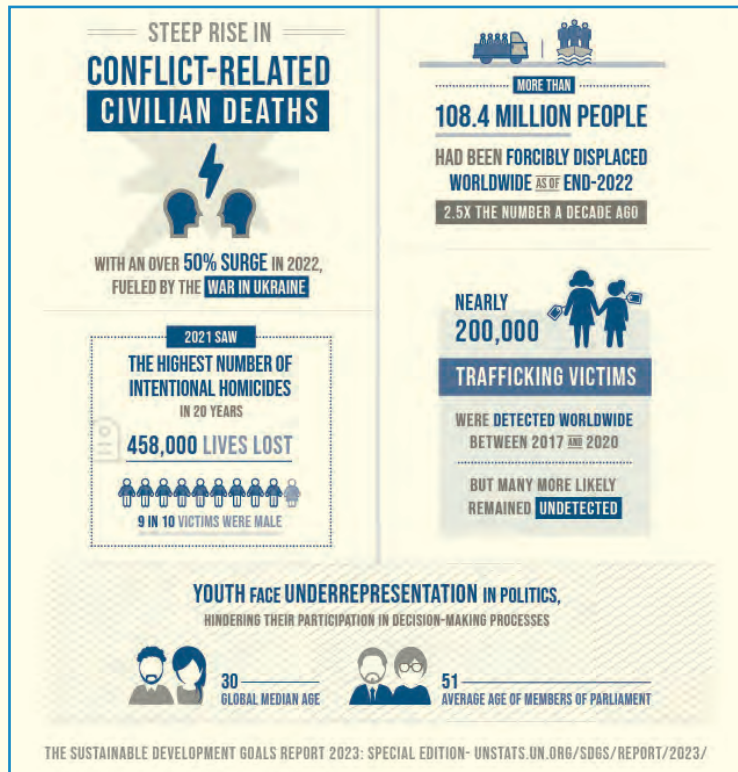 STEEP RISE IN
CONFLICT-RELATED
CIVILIAN DEATHS
WITH AN OVER 50% SURGE IN 2022,
FUELED BY THE WAR IN UKRAINE
MORE THAN
108.4 MILLION PEOPLE
HAD BEEN FORCIBLY DISPLACED
WORLDWIDE AS OF END-2022
2.5X THE NUMBER A DECADE AGO
2021 SAW
THE HIGHEST NUMBER OF
INTENTIONAL HOMICIDES
IN 20 YEARS
458,000 LIVES LOST
9 IN 10 VICTIMS WERE MALE
NEARLY
200,000
TRAFFICKING VICTIMS
WERE DETECTED WORLDWIDE
BETWEEN 2017 AND 2020
BUT MANY MORE LIKELY
REMAINED UNDETECTED
YOUTH FACE UNDERREPRESENTATION IN POLITICS,
HINDERING THEIR PARTICIPATION IN DECISION-MAKING PROCESSES
30
GLOBAL MEDIAN AGE
51
AVERAGE AGE OF MEMBERS OF PARLIAMENT
THE SUSTAINABLE DEVELOPMENT GOALS REPORT 2023: SPECIAL EDITION- UNSTATS.UN.ORG/SDGS/REPORT/2023/